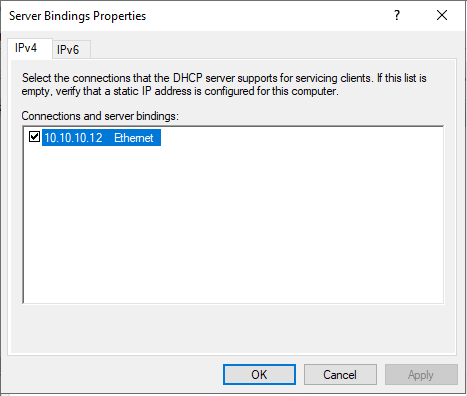 Server Bindings Properties
IPv4 IPv6
Select the connections that the DHCP server supports for servicing clients. If this list is
empty, verify that a static IP address is configured for this computer.
Connections and server bindings:
10.10.10.12 Ethernet
OK Cancel Apply